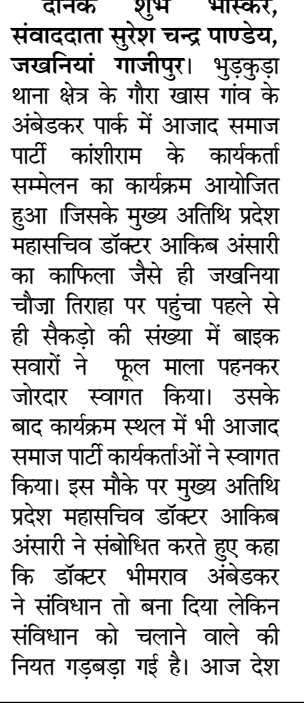 दैनिक शुभ भास्कर,
संवाददाता सुरेश चन्द्र पाण्डेय,
जखनियां गाजीपुर। भुड़कुड़ा
थाना क्षेत्र के गौरा खास गांव के
अंबेडकर पार्क में आजाद समाज
पार्टी कांशीराम के कार्यकर्ता
सम्मेलन का कार्यक्रम आयोजित
हुआ ।जिसके मुख्य अतिथि प्रदेश
महासचिव डॉक्टर आकिब अंसारी
का काफिला जैसे ही जखनिया
चौजा़ तिराहा पर पहुंचा पहले से
ही सैकड़ो की संख्या में बाइक
सवारों ने फूल माला पहनकर
जोरदार स्वागत किया। उसके
बाद कार्यक्रम स्थल में भी आजाद
समाज पार्टी कार्यकर्ताओं ने स्वागत
किया। इस मौके पर मुख्य अतिथि
प्रदेश महासचिव डॉक्टर आकिब
अंसारी ने संबोधित करते हुए कहा
कि डॉक्टर भीमराव अंबेडकर
ने संविधान तो बना दिया लेकिन
संविधान को चलाने वाले की
नियत गड़बड़ा गई है। आज देश